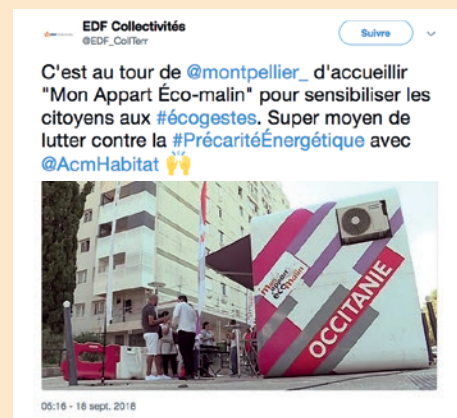 EDF Collectivités
@EDF_CollTerr
Suivre
C'est au tour de @montpellier_ d'accueillir
"Mon Appart Éco-malin" pour sensibiliser les
citoyens aux #écogestes. Super moyen de
lutter contre la #PrécaritéÉnergétique avec
@AcmHabitat 🙌
mon
appart
éco
malin
OCCITANIE
05:16 - 18 sept. 2018